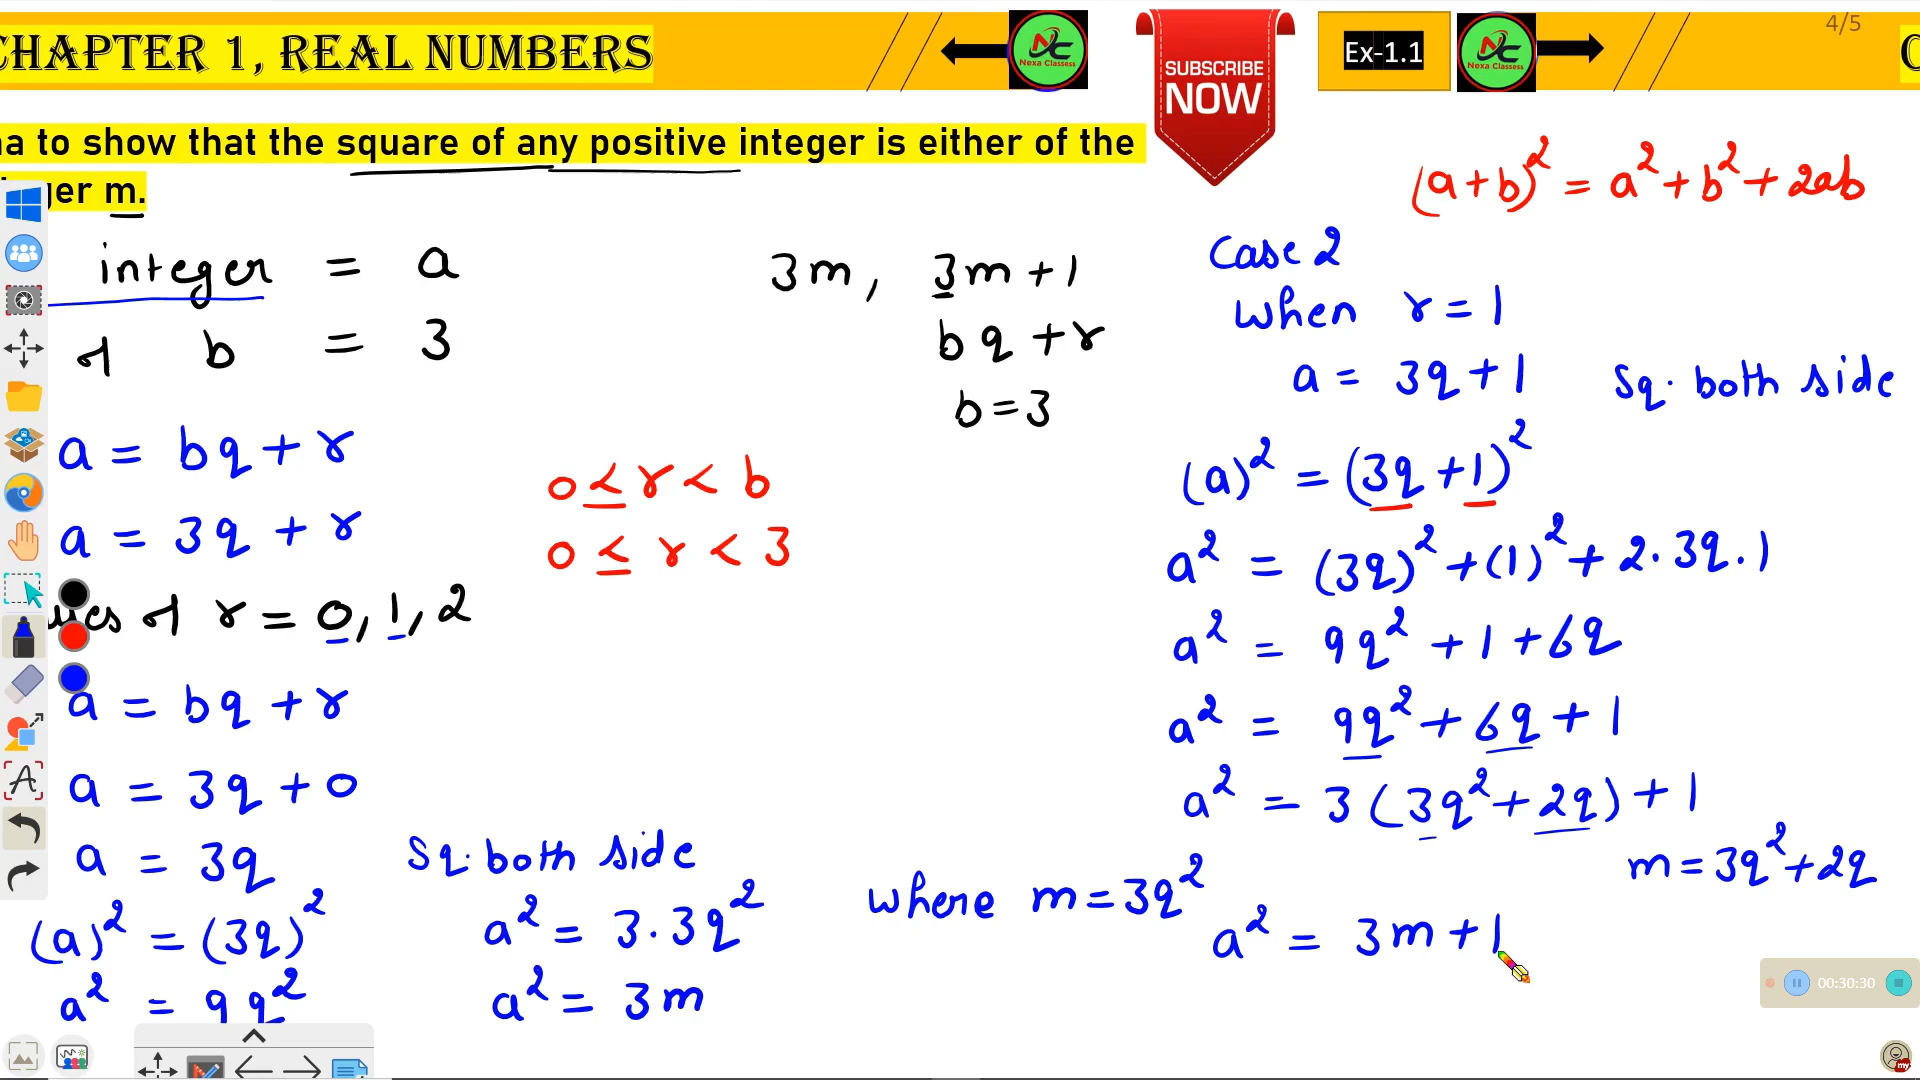 CHAPTER 1, REAL NUMBERS
Nexa Classess
SUBSCRIBE
NOW
Ex-1.1
Nexa Classess
4/5
to show that the square of any positive integer is either of the
m.
integer = a
b = 3
a = bq + r
a = 3q + r
r = 0, 1, 2
a = bq + r
a = 3q + 0
a = 3q
(a)² = (3q)²
a² = 9q²
Sq. both side
a² = 3.3q²
a² = 3m
where m = 3q²
0 ≤ r < b
0 ≤ r < 3
3m, 3m + 1
bq + r
b = 3
(a+b)² = a² + b² + 2ab
Case 2
When r = 1
a = 3q + 1 Sq. both side
(a)² = (3q + 1)²
a² = (3q)² + (1)² + 2.3q.1
a² = 9q² + 1 + 6q
a² = 9q² + 6q + 1
a² = 3(3q² + 2q) + 1
m = 3q² + 2q
a² = 3m + 1
00:30:30